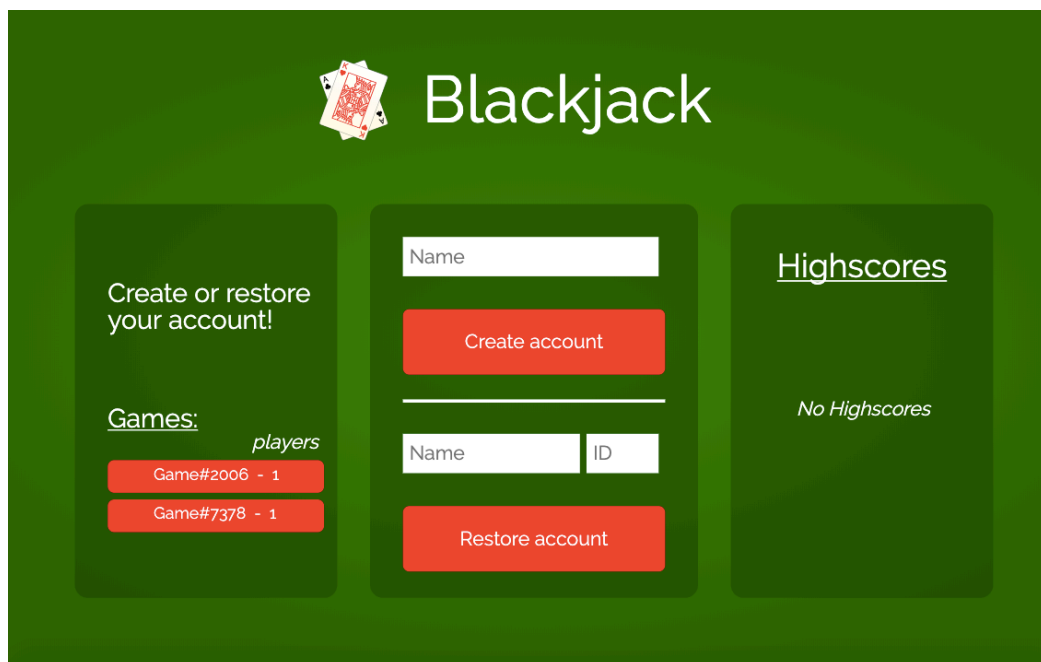 Blackjack
Create or restore
your account!
Games:
players
Game#2006 - 1
Game#7378 - 1
Name
Create account
Name
ID
Restore account
Highscores
No Highscores
K
A
K
A